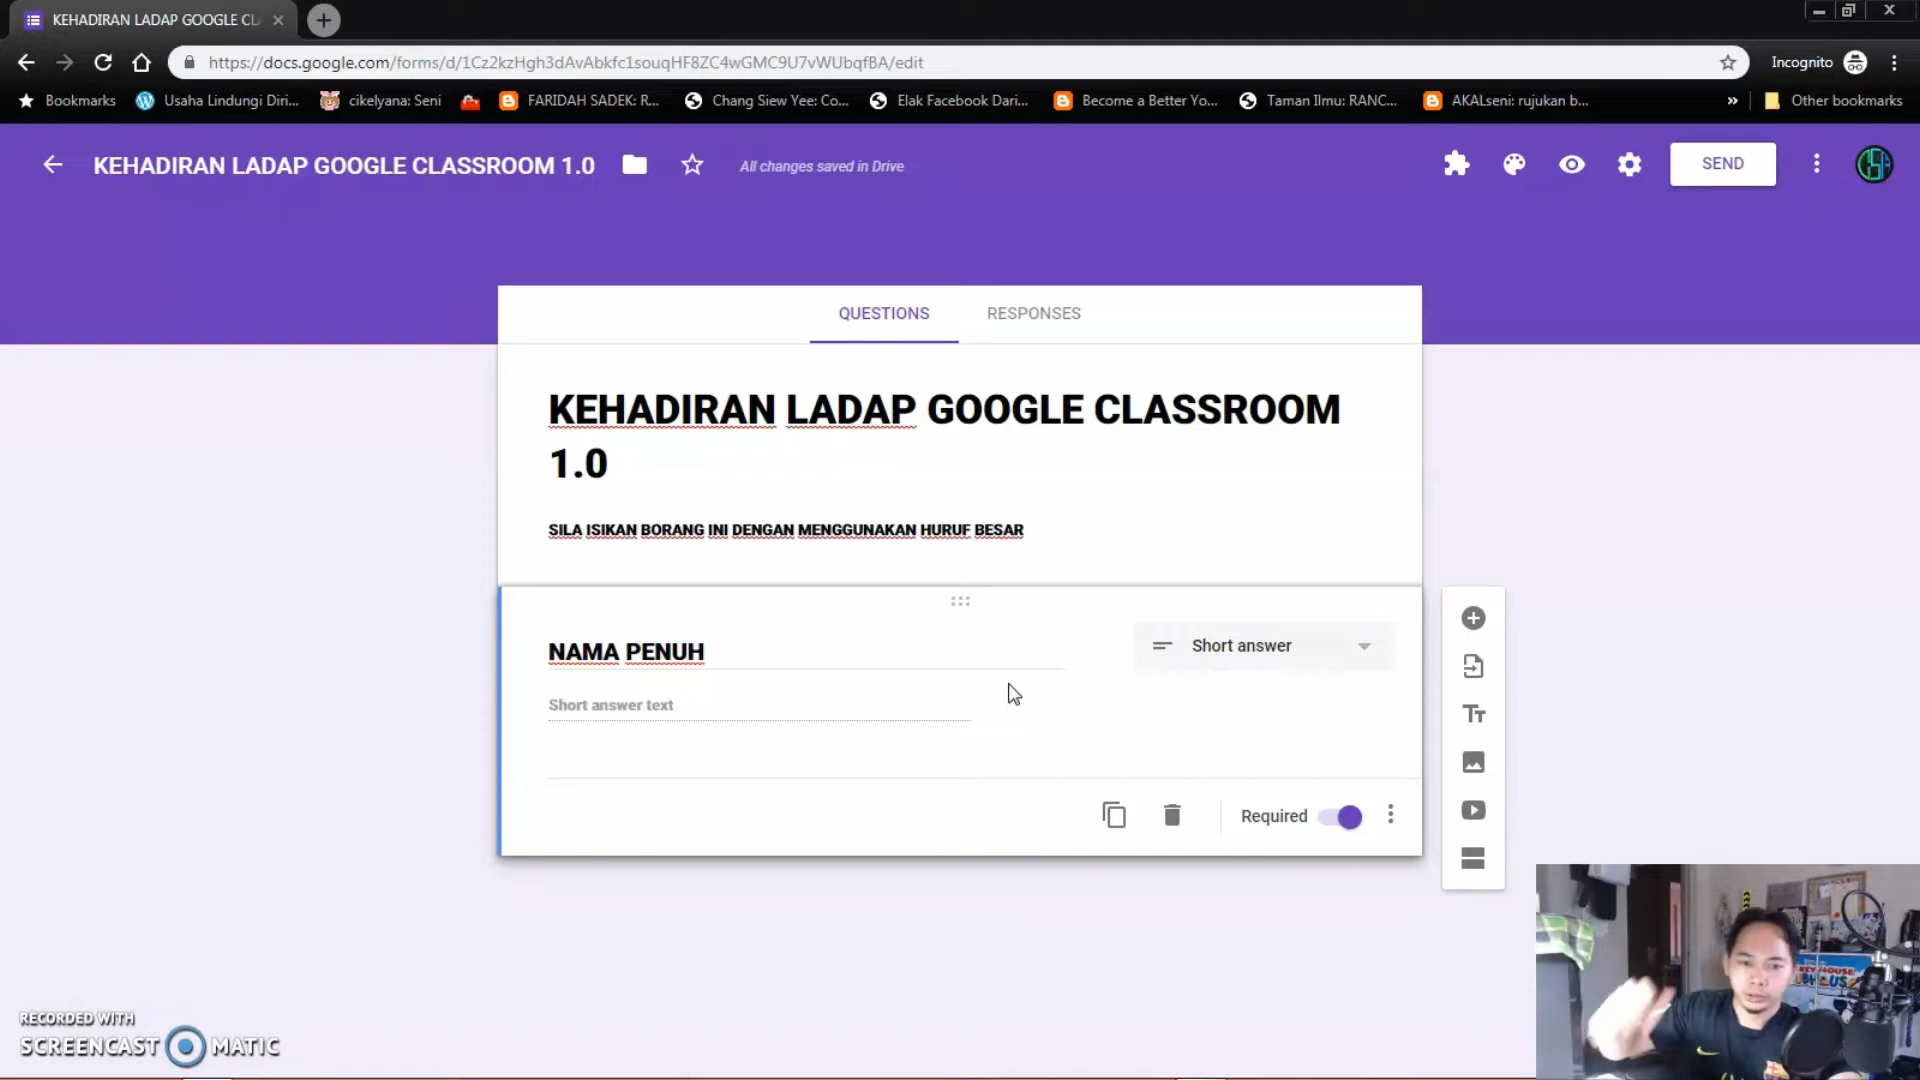 KEHADIRAN LADAP GOOGLE CL
https://docs.google.com/forms/d/1Cz2kzHgh3dAvAbkfc1souqHF8ZC4wGMC9U7vWUbqfBA/edit
Incognito
Bookmarks
Usaha Lindungi Diri...
cikelyana: Seni
FARIDAH SADEK: R...
Chang Siew Yee: Co...
Elak Facebook Dari...
Become a Better Yo...
Taman Ilmu: RANC...
AKALseni: rujukan b...
»
Other bookmarks
KEHADIRAN LADAP GOOGLE CLASSROOM 1.0
All changes saved in Drive
SEND
QUESTIONS
RESPONSES
KEHADIRAN LADAP GOOGLE CLASSROOM
1.0
SILA ISIKAN BORANG INI DENGAN MENGGUNAKAN HURUF BESAR
NAMA PENUH
Short answer
Short answer text
Required
RECORDED WITH
SCREENCAST MATIC